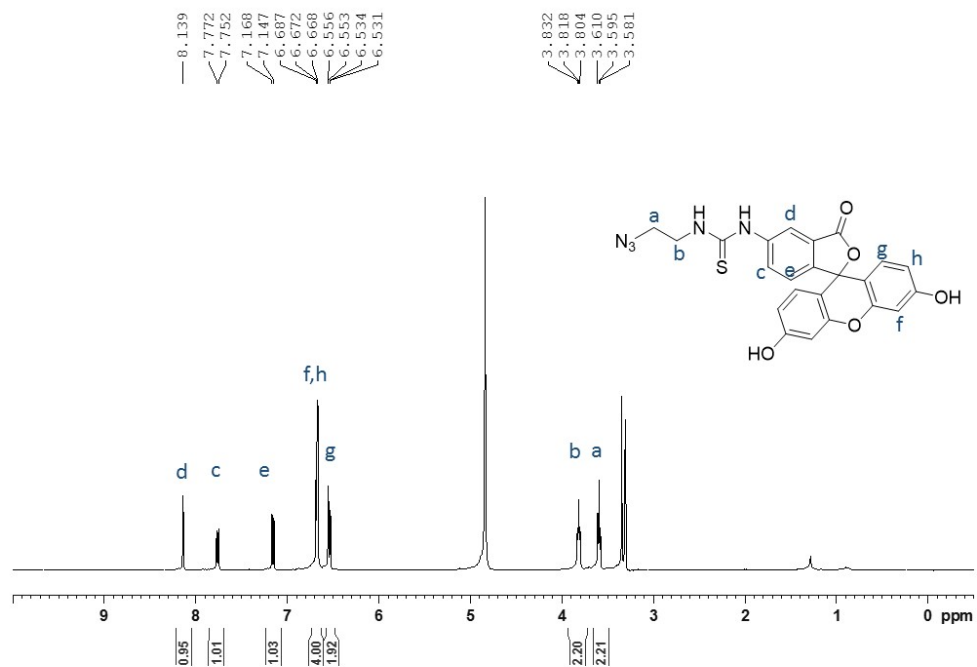 8.139
7.772
7.752
7.168
7.147
6.687
6.672
6.668
6.556
6.553
6.534
6.531
3.832
3.818
3.804
3.610
3.595
3.581
a
H
N
H
N
d
O
N3
b
S
c
e
O
g
h
OH
O
f
HO
f,h
g
b
a
d
c
e
9 8 7 6 5 4 3 2 1 0 ppm
0.95
1.01
1.03
4.00
1.92
2.20
2.21